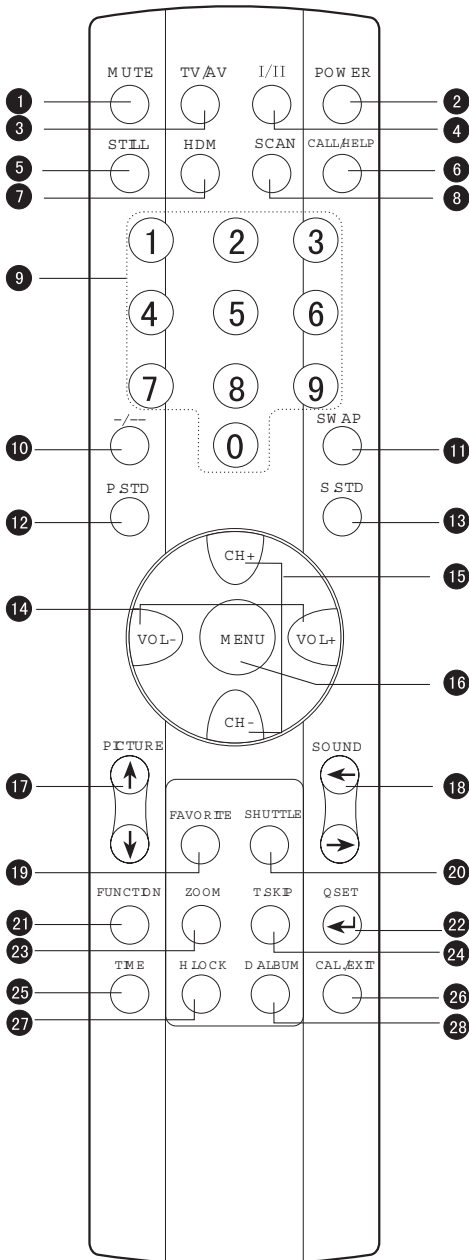 MUTE TV/AV I/II POWER
1 2
3 4
STILL HDM SCAN CALL/HELP
5 6
7 8
1 2 3
9
4 5 6
7 8 9
-/-- 0 SWAP
10 11
P.STD S.STD
12 13
CH+
15
14
VOL- MENU VOL+
16
CH-
PICTURE SOUND
17 ↑ ← 18
↓ →
FAVORITE SHUTTLE
19 20
FUNCTION ZOOM T.SKIP Q.SET
21 ↵ 22
23 24
TIME H.LOCK D.ALBUM CAL./EXIT
25 26
27 28